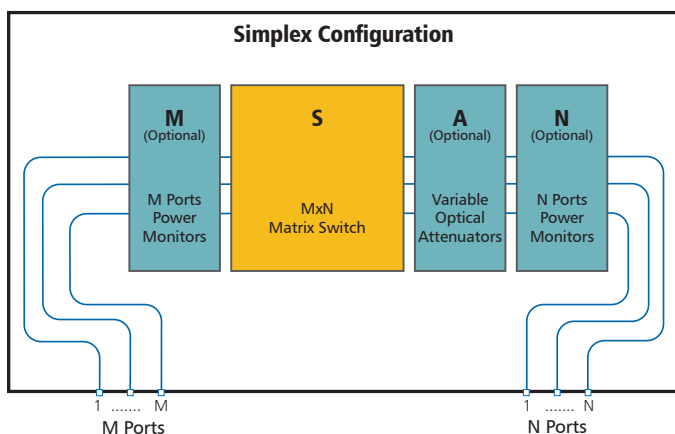 Simplex Configuration
M
(Optional)
M Ports
Power
Monitors
S
MxN
Matrix Switch
A
(Optional)
Variable
Optical
Attenuators
N
(Optional)
N Ports
Power
Monitors
1 ....... M
M Ports
1 ....... N
N Ports